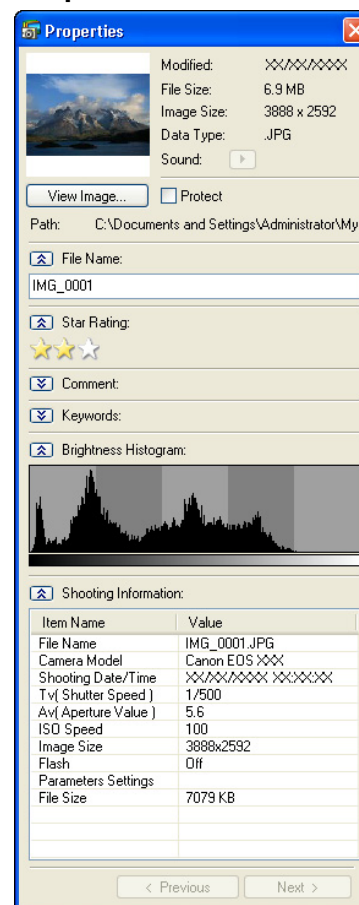 Properties
Modified: XX/XX/XXXX
File Size: 6.9 MB
Image Size: 3888 x 2592
Data Type: .JPG
Sound:
View Image... Protect
Path: C:\Documents and Settings\Administrator\My
File Name:
IMG_0001
Star Rating:
Comment:
Keywords:
Brightness Histogram:
Shooting Information:
Item Name Value
File Name IMG_0001.JPG
Camera Model Canon EOS XXX
Shooting Date/Time XX/XX/XXXX XX:XX:XX
Tv( Shutter Speed ) 1/500
Av( Aperture Value ) 5.6
ISO Speed 100
Image Size 3888x2592
Flash Off
Parameters Settings
File Size 7079 KB
< Previous Next >